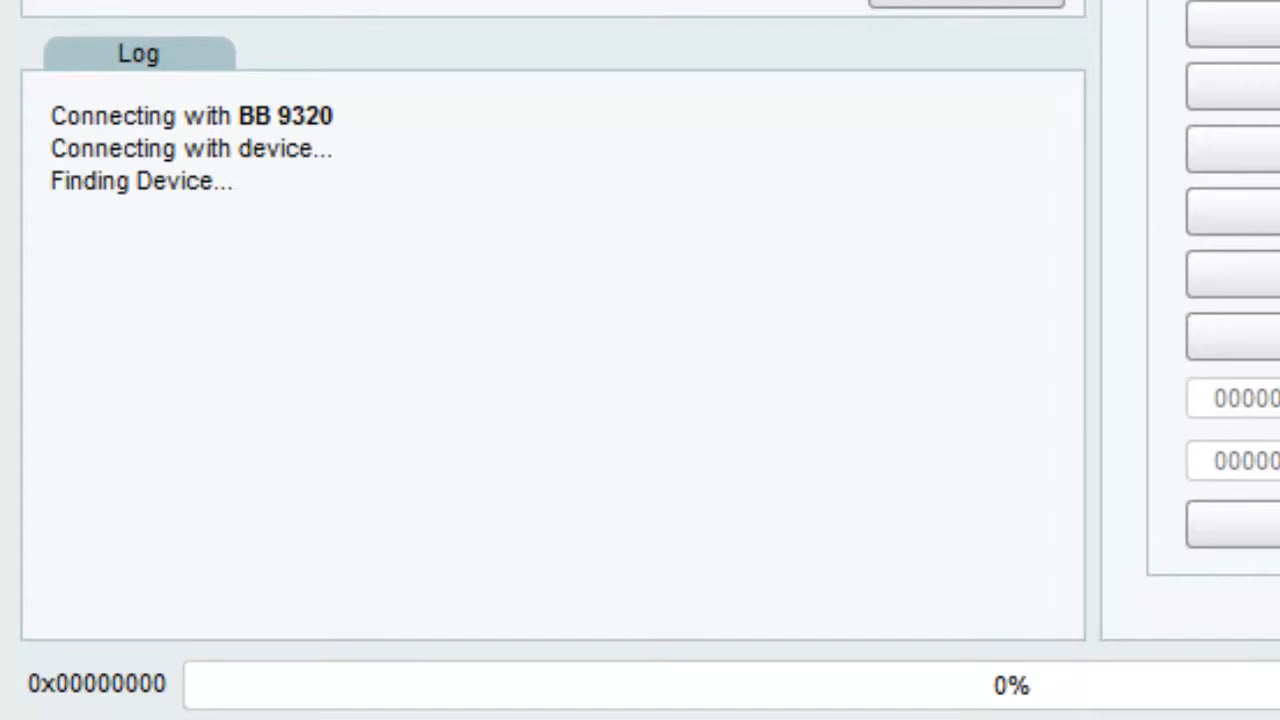 Log
Connecting with BB 9320
Connecting with device...
Finding Device...
00000
00000
0x00000000
0%